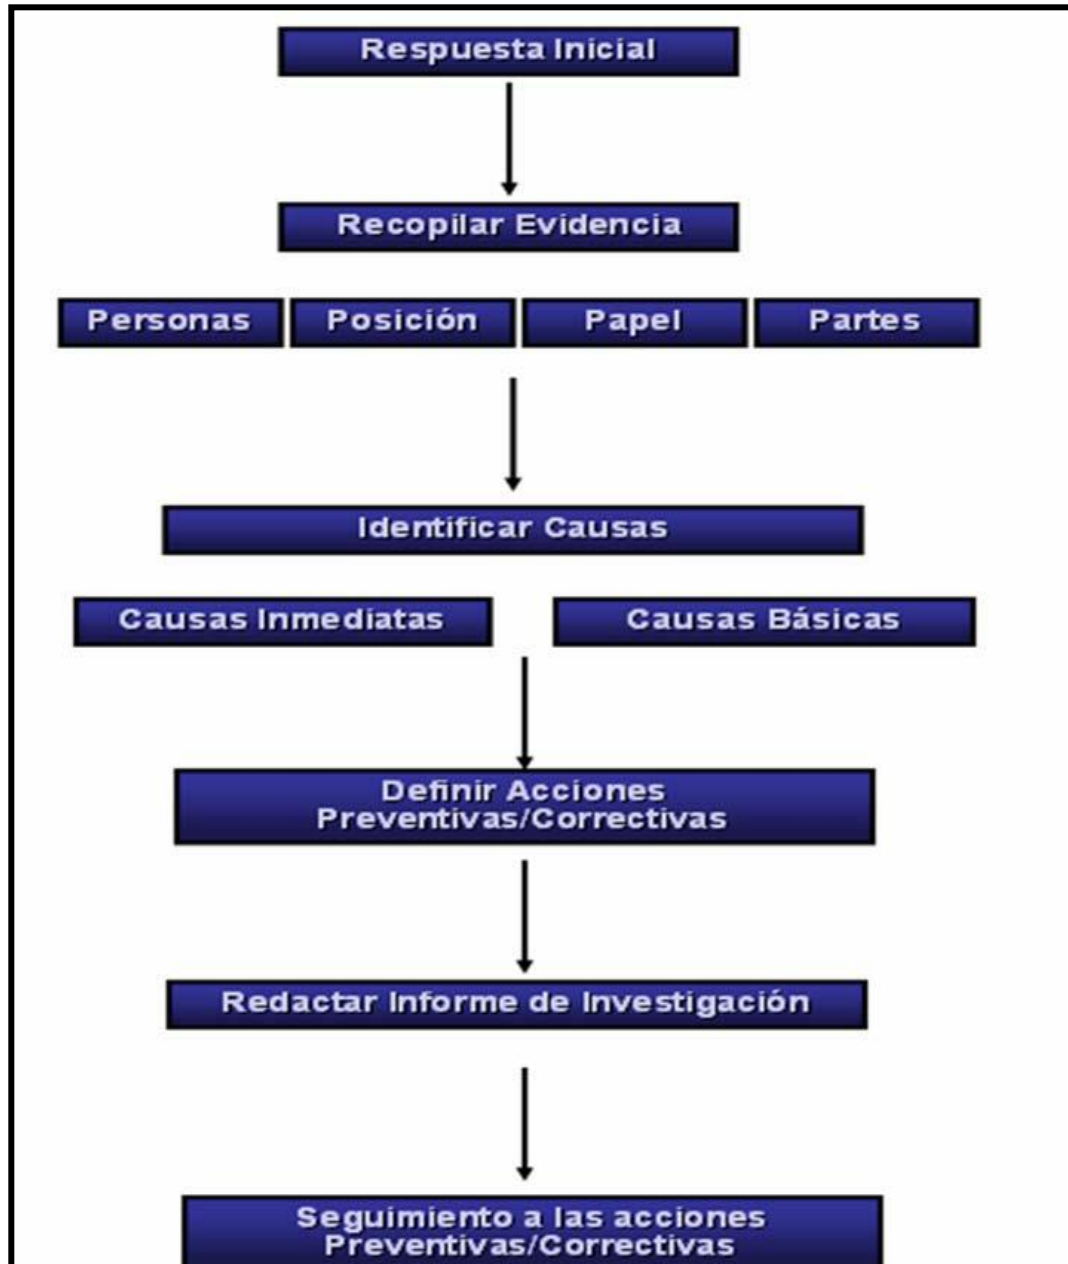 Respuesta Inicial
Recopilar Evidencia
Personas
Posición
Papel
Partes
Identificar Causas
Causas Inmediatas
Causas Básicas
Definir Acciones
Preventivas/Correctivas
Redactar Informe de Investigación
Seguimiento a las acciones
Preventivas/Correctivas